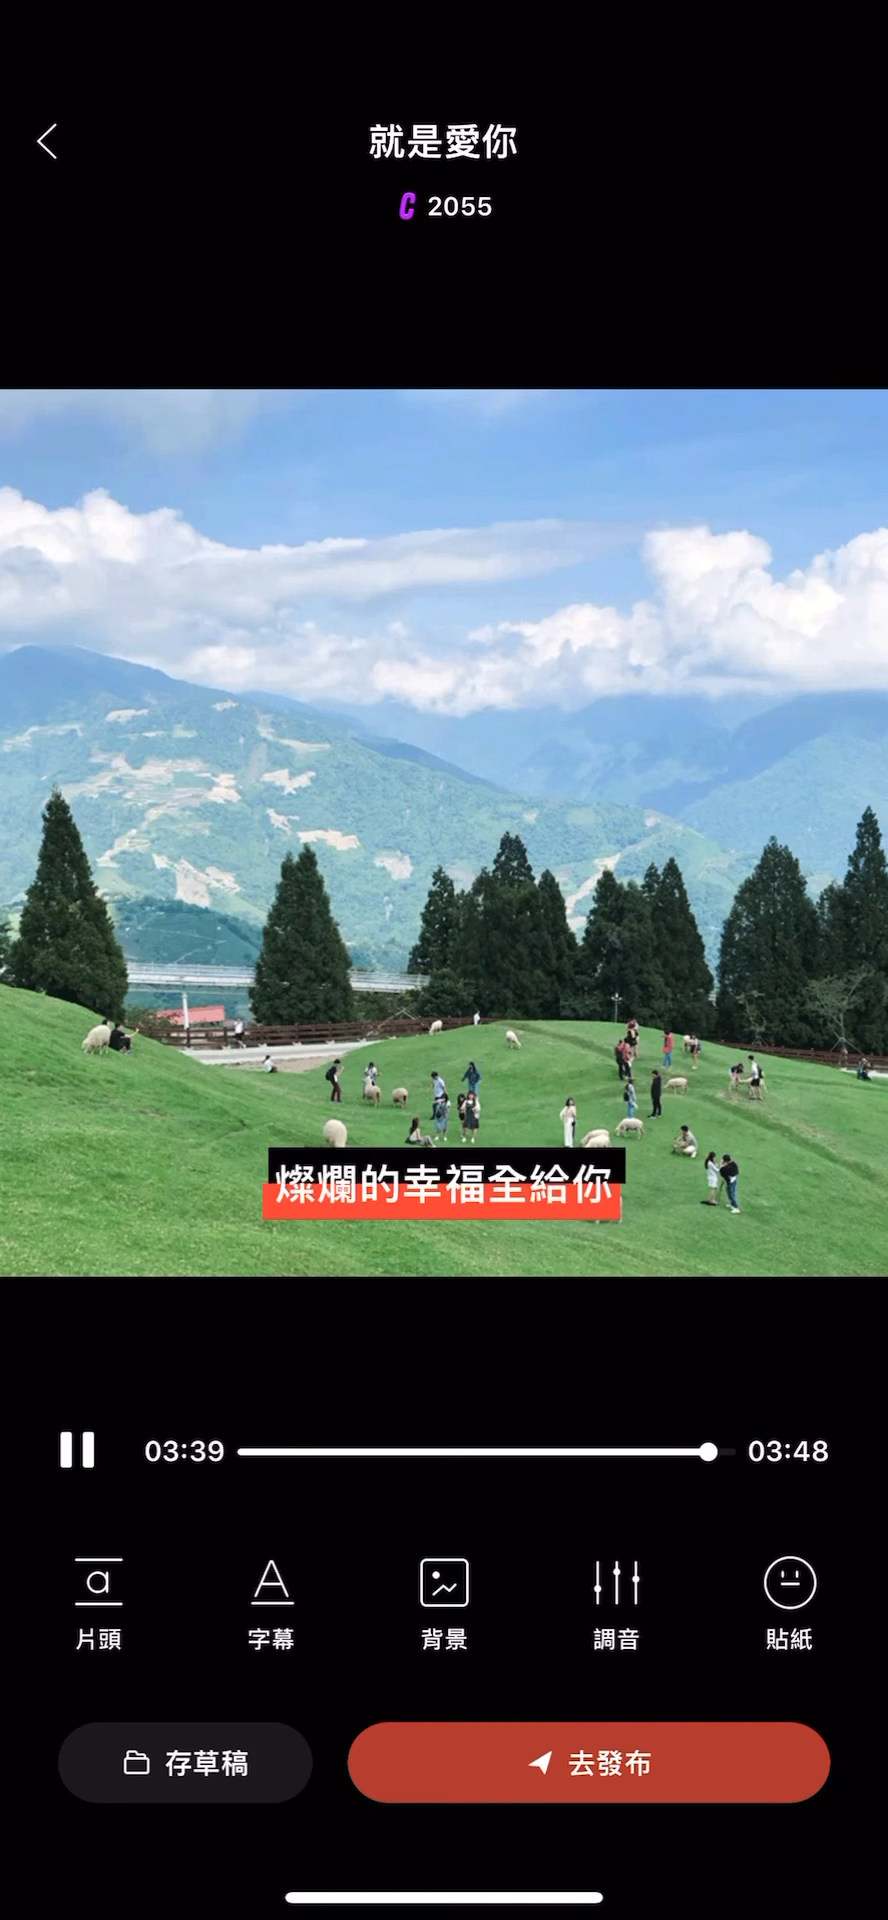 就是愛你
C 2055
燦爛的幸福全給你
03:39 03:48
片頭 字幕 背景 調音 貼紙
存草稿 去發布